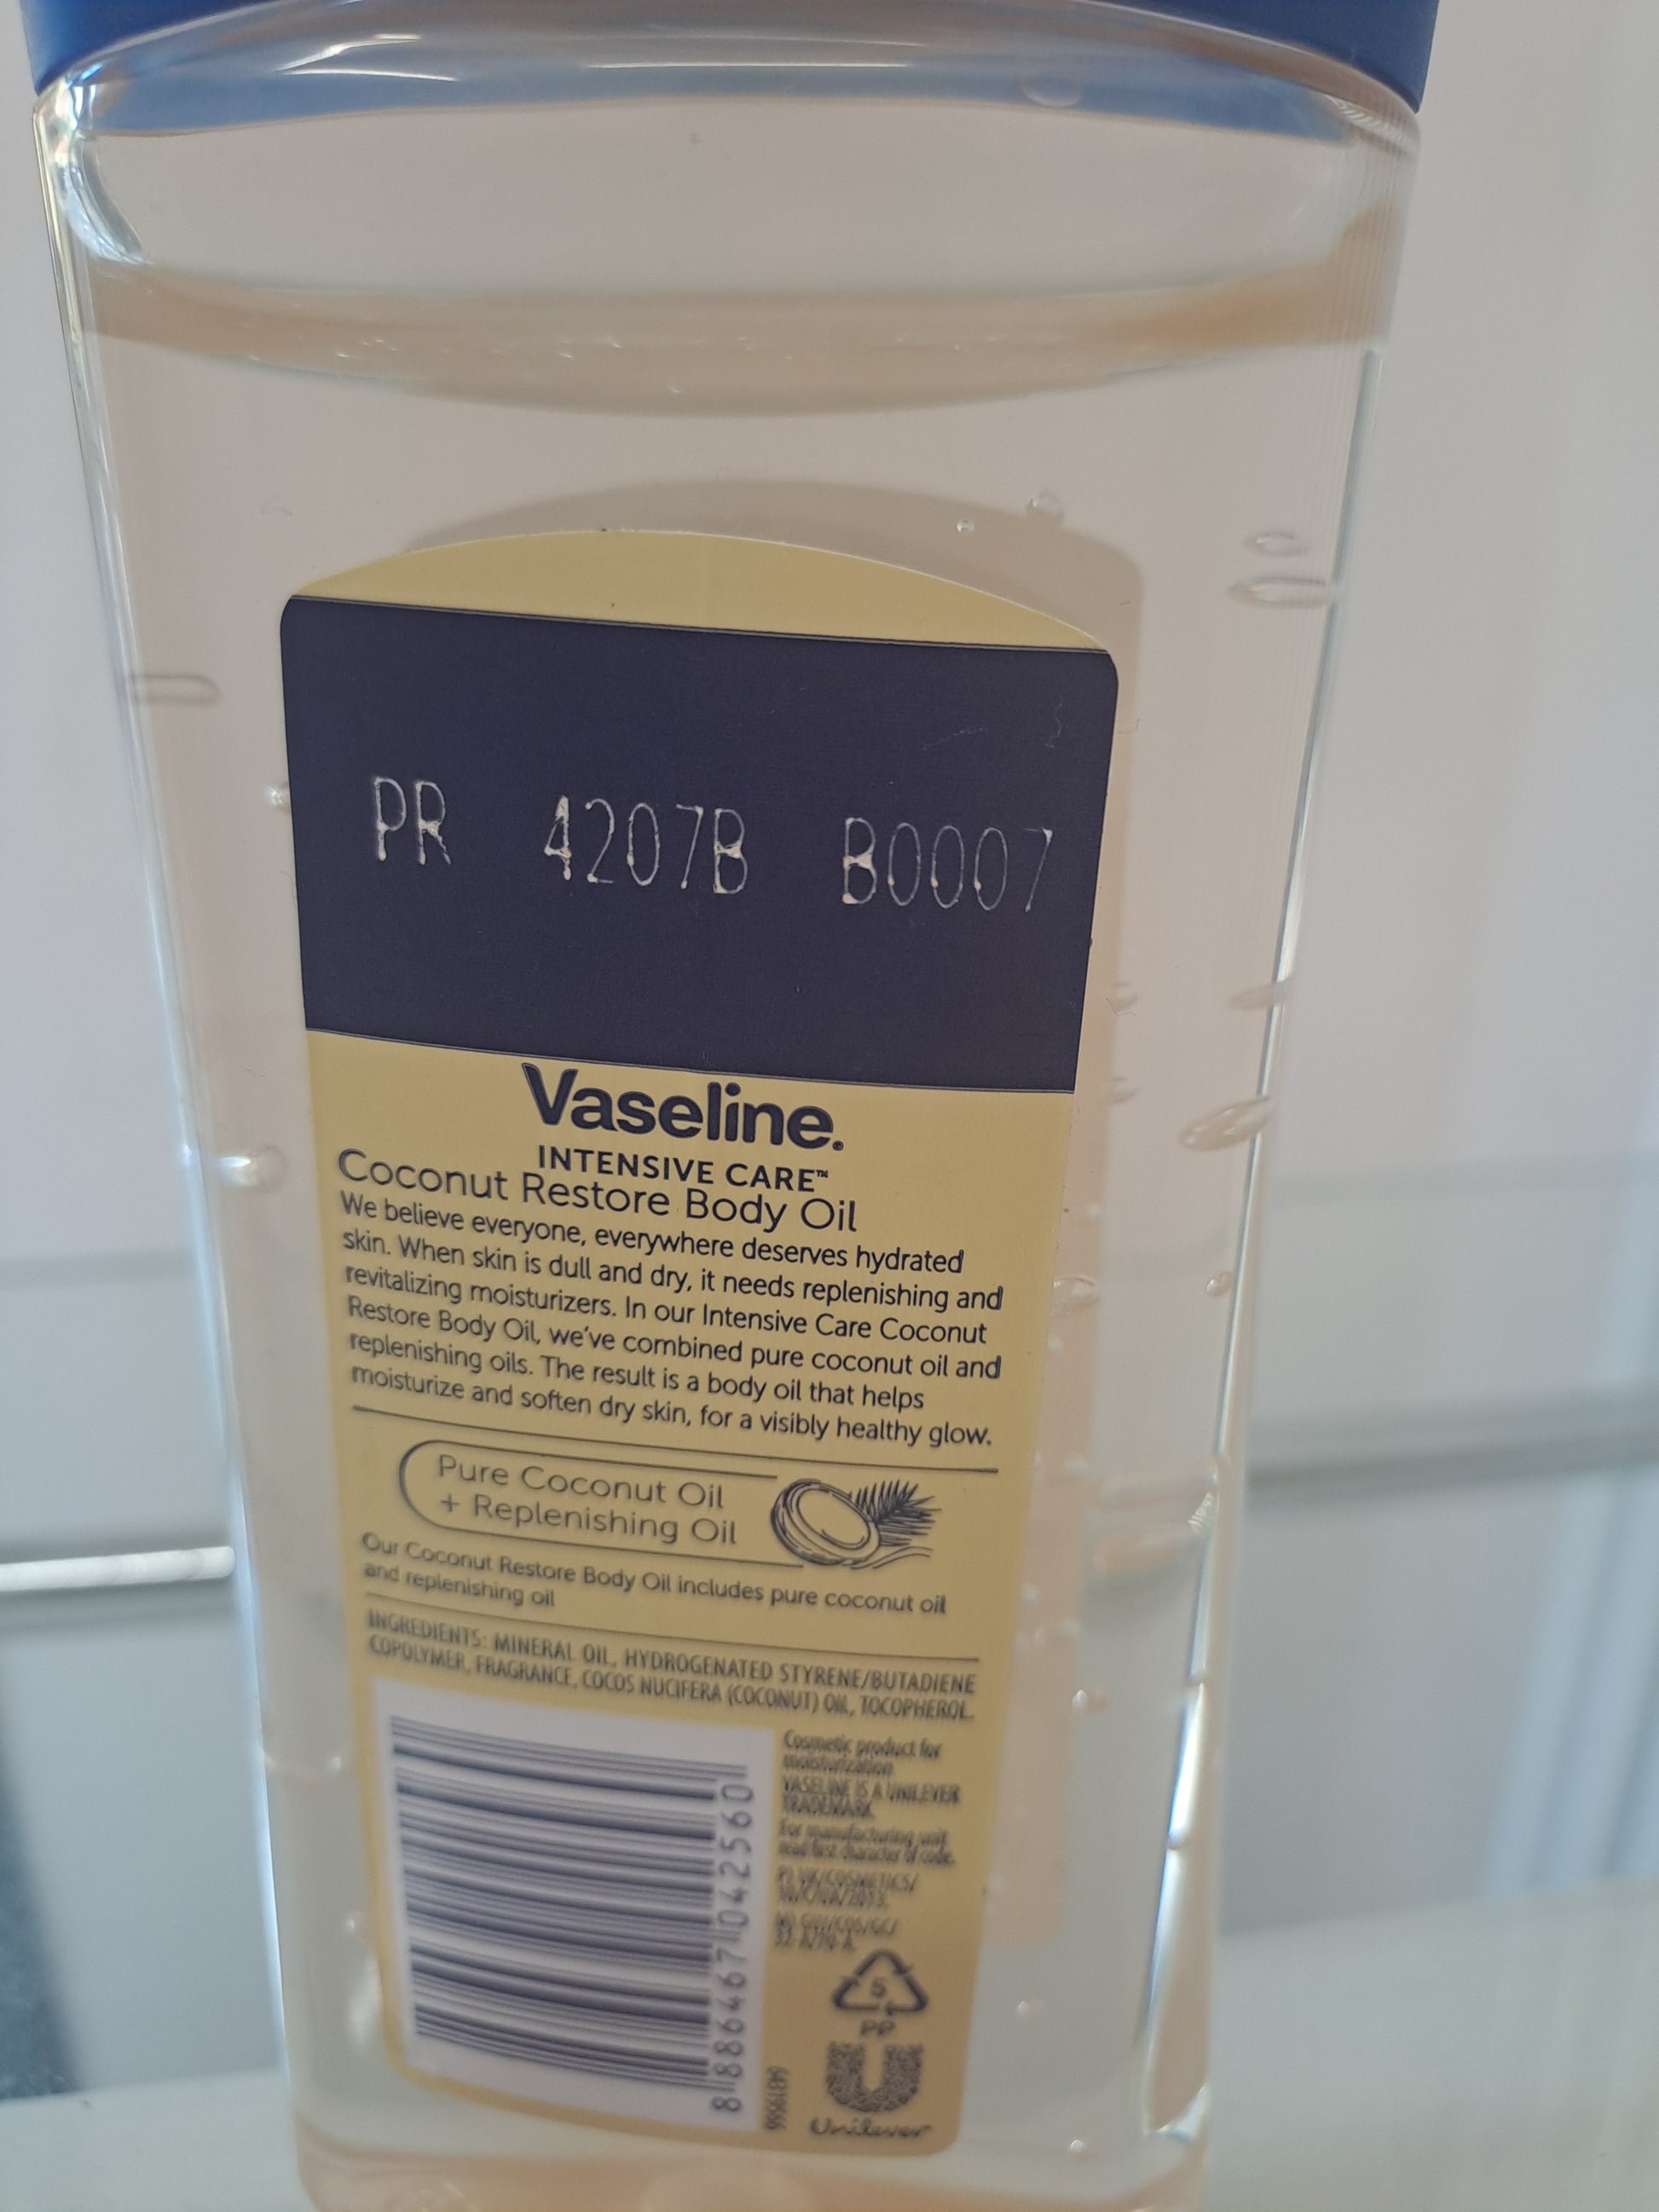 PR 4207B B0007
Vaseline.
INTENSIVE CARE™
Coconut Restore Body Oil
We believe everyone, everywhere deserves hydrated
skin. When skin is dull and dry, it needs replenishing and
revitalizing moisturizers. In our Intensive Care Coconut
Restore Body Oil, we've combined pure coconut oil and
replenishing oils. The result is a body oil that helps
moisturize and soften dry skin, for a visibly healthy glow.
Pure Coconut Oil
+ Replenishing Oil
Our Coconut Restore Body Oil includes pure coconut oil
and replenishing oil
INGREDIENTS: MINERAL OIL, HYDROGENATED STYRENE/BUTADIENE
COPOLYMER, FRAGRANCE, COCOS NUCIFERA (COCONUT) OIL, TOCOPHEROL.
Cosmetic product for
moisturization
VASELINE IS A UNILEVER
TRADEMARK
For manufacturing unit,
read first character of code.
8 886467 042560
5
PP
Unilever